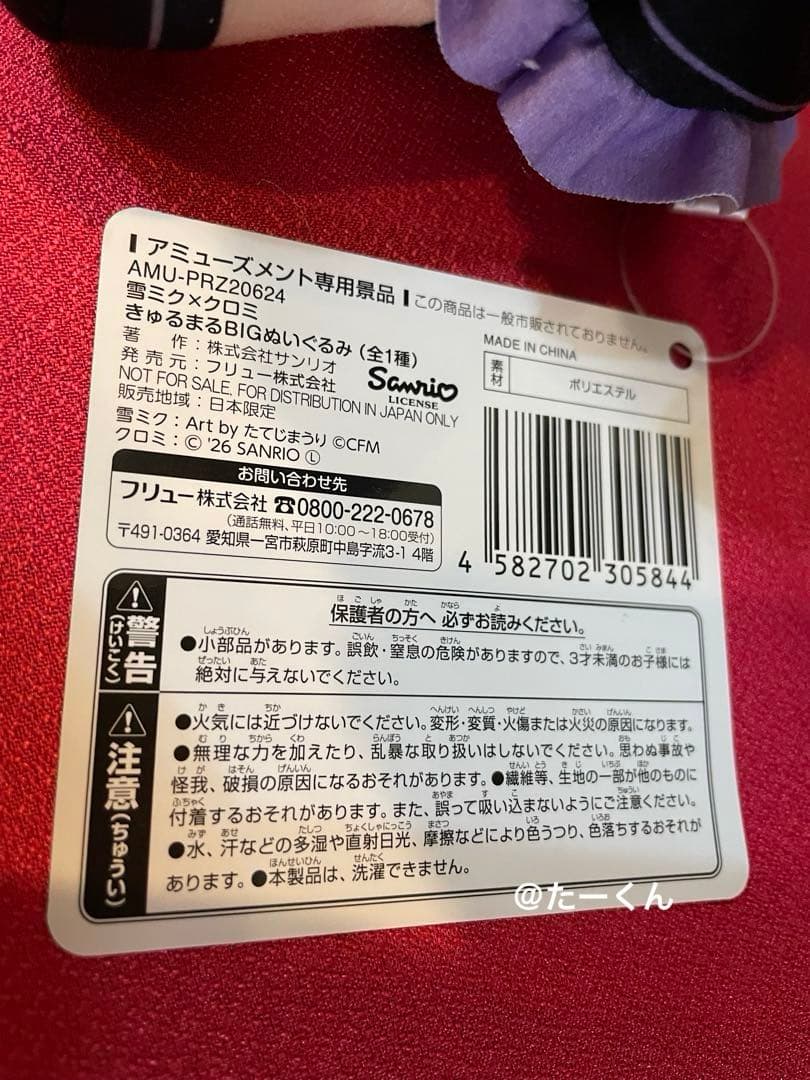 アミューズメント専用景品
この商品は一般市販されておりません。
AMU-PRZ20624
雪ミク×クロミ
きゅるまるBIGぬいぐるみ(全1種)
著 作:株式会社サンリオ
発 売 元:フリュー株式会社
Sanrio
LICENSE
NOT FOR SALE. FOR DISTRIBUTION IN JAPAN ONLY
販売地域:日本限定
雪ミク:Art by たてじまうり ©CFM
クロミ:© '26 SANRIO Ⓛ
MADE IN CHINA
素材
ポリエステル
4 582702 305844
お問い合わせ先
フリュー株式会社 ☎0800-222-0678
(通話無料、平日10:00~18:00受付)
〒491-0364 愛知県一宮市萩原町中島字流3-1 4階
警告(けいこく)
保護者の方へ 必ずお読みください。
●小部品があります。誤飲・窒息の危険がありますので、3才未満のお子様には
絶対に与えないでください。
注意(ちゅうい)
●火気には近づけないでください。変形・変質・火傷または火災の原因になります。
●無理な力を加えたり、乱暴な取り扱いはしないでください。思わぬ事故や
怪我、破損の原因になるおそれがあります。●繊維等、生地の一部が他のものに
付着するおそれがあります。また、誤って吸い込まないようにご注意ください。
●水、汗などの多湿や直射日光、摩擦などにより色うつり、色落ちするおそれが
あります。●本製品は、洗濯できません。
@たーくん